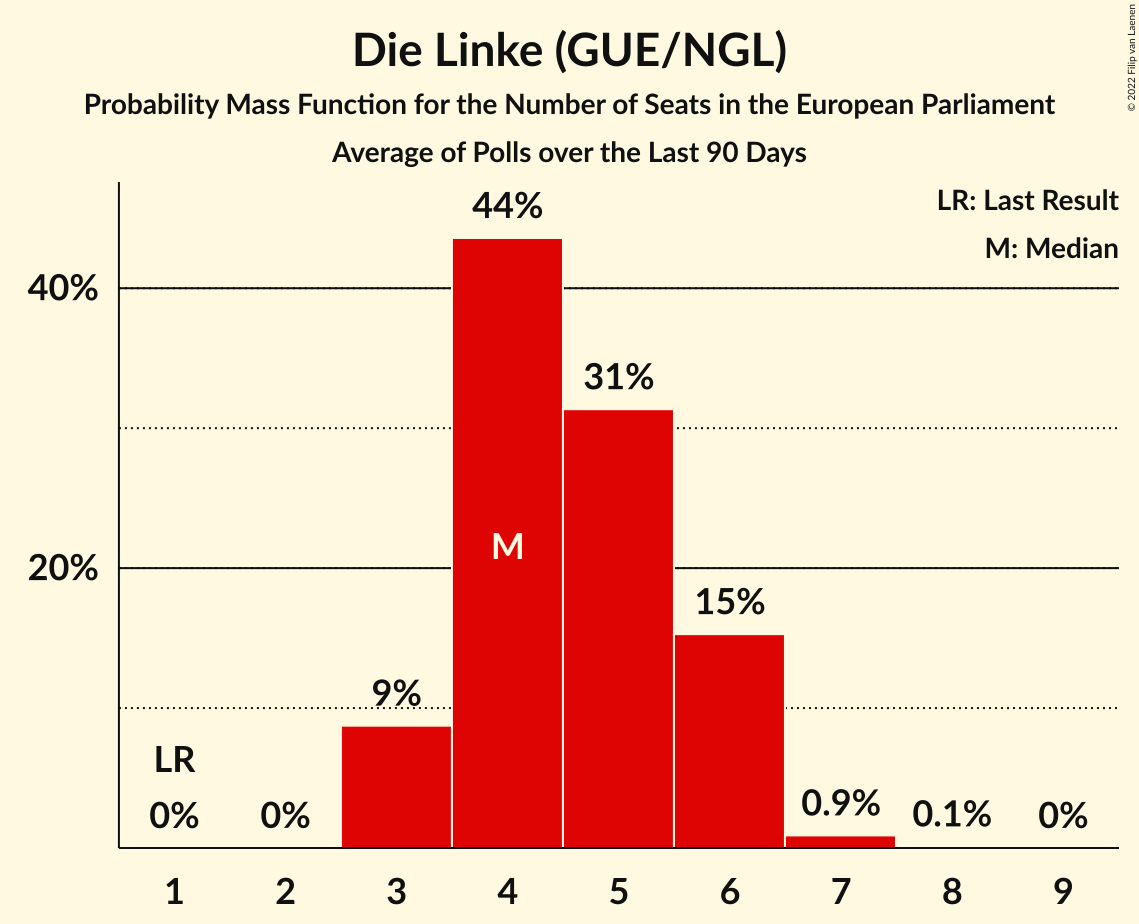 Die Linke (GUE/NGL)
Probability Mass Function for the Number of Seats in the European Parliament
Average of Polls over the Last 90 Days
© 2022 Filip van Laenen
LR: Last Result
M: Median
44%
40%
31%
M
20%
15%
9%
LR
0%
0%
0.9%
0.1%
0%
1 2 3 4 5 6 7 8 9